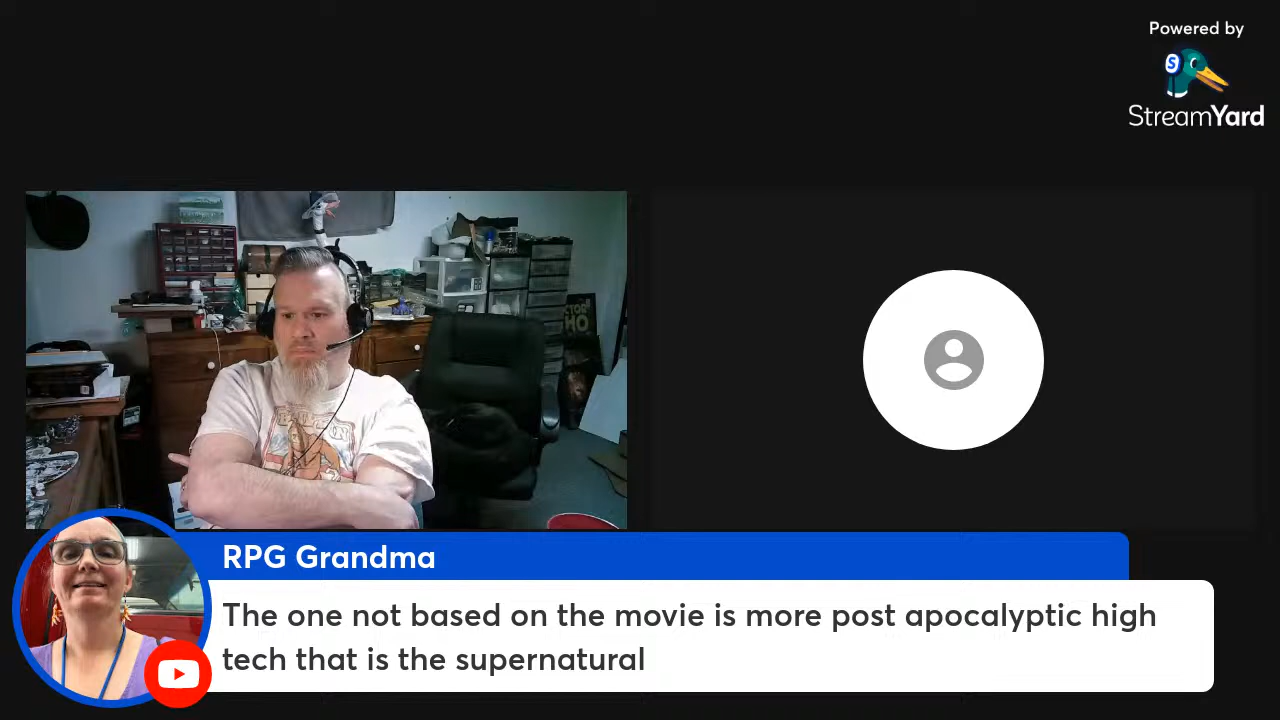 Powered by
S
StreamYard
RPG Grandma
The one not based on the movie is more post apocalyptic high
tech that is the supernatural